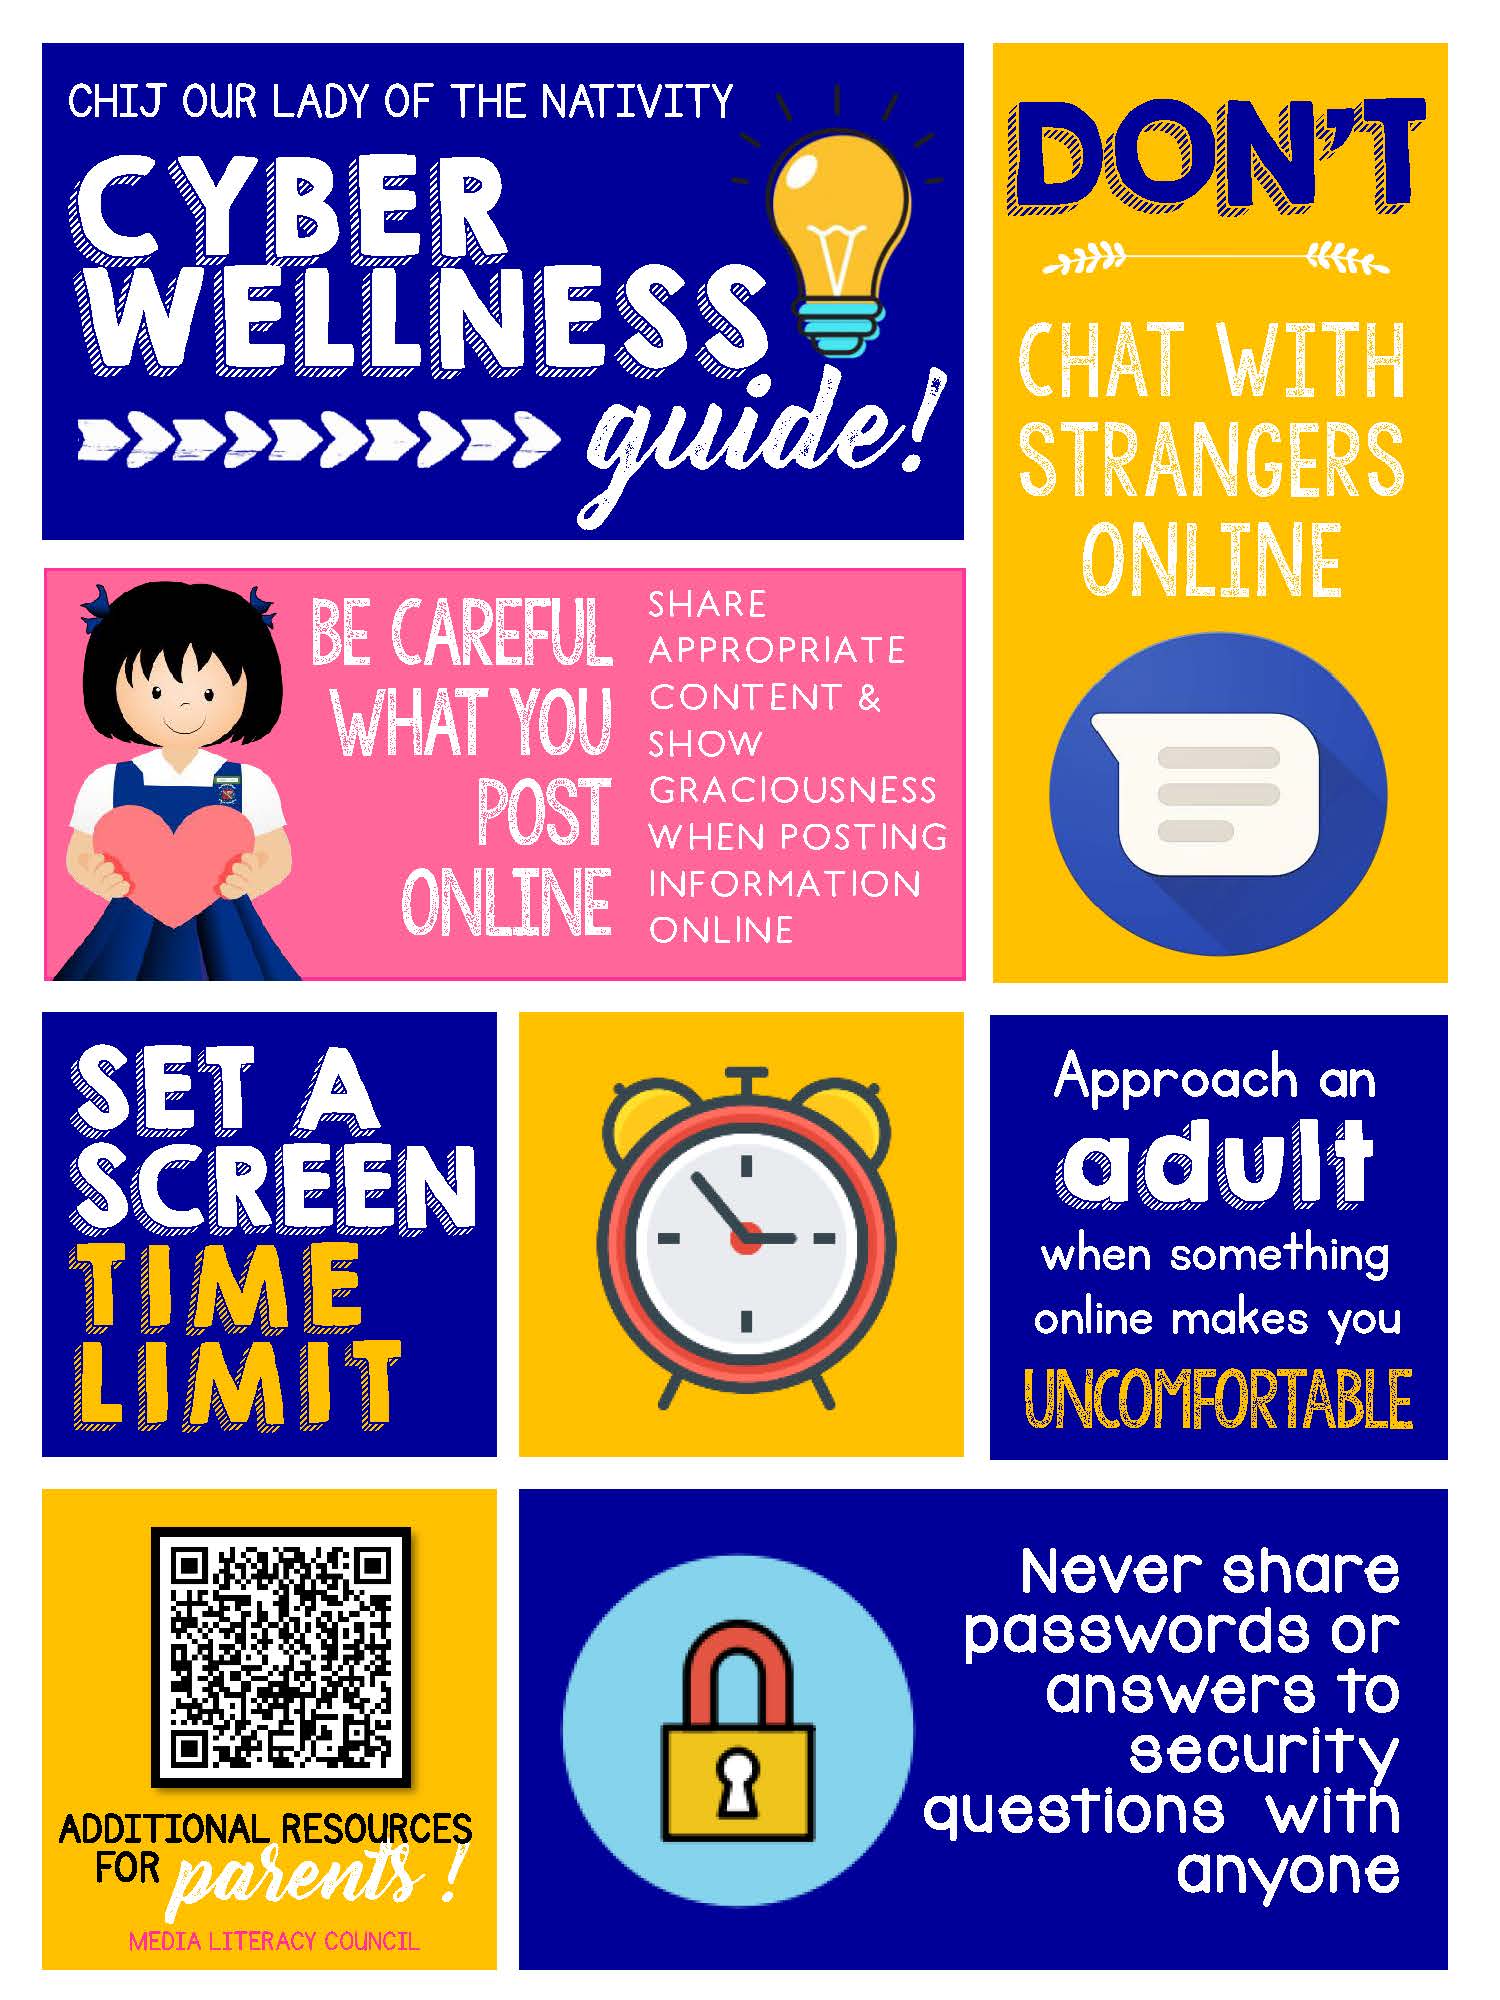 CHIJ OUR LADY OF THE NATIVITY
CYBER
WELLNESS
guide!
DON'T
CHAT WITH
STRANGERS
ONLINE
BE CAREFUL
WHAT YOU
POST
ONLINE
SHARE
APPROPRIATE
CONTENT &
SHOW
GRACIOUSNESS
WHEN POSTING
INFORMATION
ONLINE
SET A
SCREEN
TIME
LIMIT
Approach an
adult
when something
online makes you
UNCOMFORTABLE
ADDITIONAL RESOURCES
FOR parents!
MEDIA LITERACY COUNCIL
Never share
passwords or
answers to
security
questions with
anyone